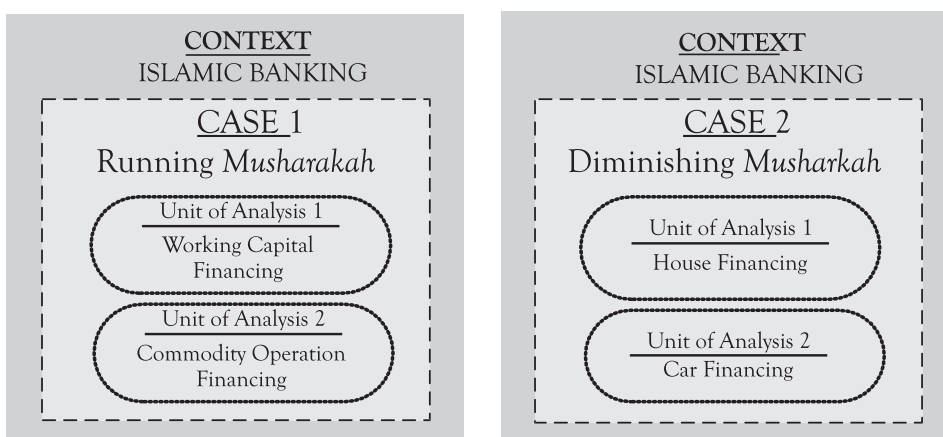 CONTEXT
ISLAMIC BANKING
CASE 1
Running Musharakah
Unit of Analysis 1
Working Capital
Financing
Unit of Analysis 2
Commodity Operation
Financing
CONTEXT
ISLAMIC BANKING
CASE 2
Diminishing Musharkah
Unit of Analysis 1
House Financing
Unit of Analysis 2
Car Financing